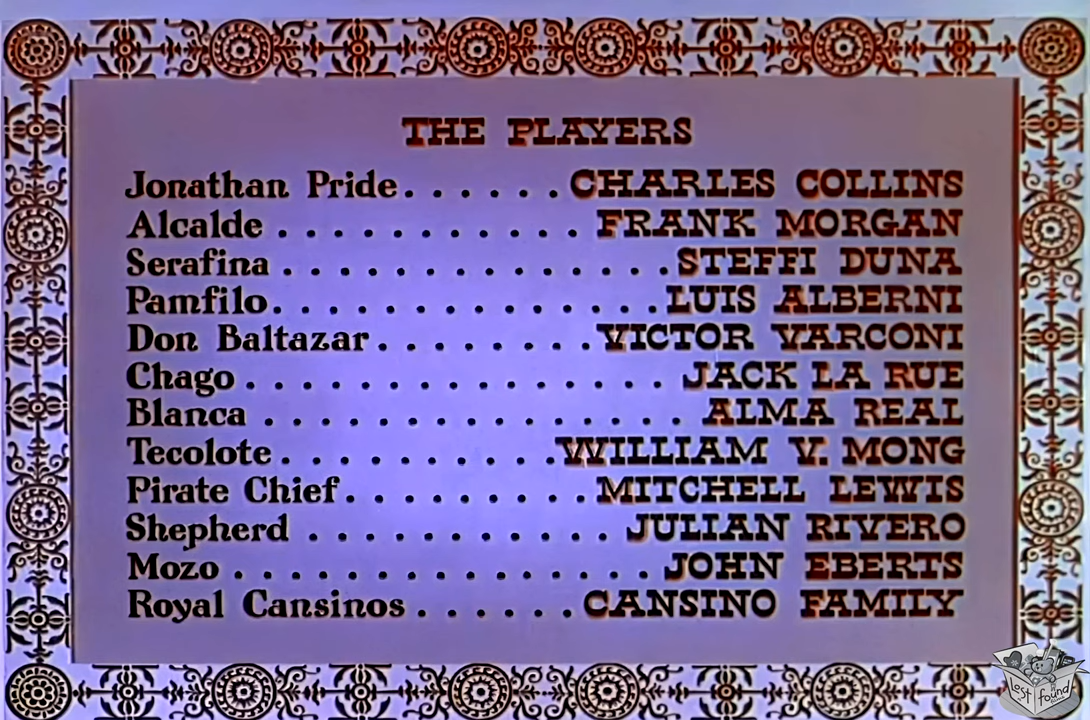 THE PLAYERS
Jonathan Pride. . . . . . CHARLES COLLINS
Alcalde . . . . . . . . . . . FRANK MORGAN
Serafina . . . . . . . . . . . . . . STEFFI DUNA
Pamfilo. . . . . . . . . . . . . . LUIS ALBERNI
Don Baltazar . . . . . . . . VICTOR VARCONI
Chago . . . . . . . . . . . . . . . JACK LA RUE
Blanca . . . . . . . . . . . . . . . ALMA REAL
Tecolote . . . . . . . . . . WILLIAM V. MONG
Pirate Chief. . . . . . . . . MITCHELL LEWIS
Shepherd . . . . . . . . . . . JULIAN RIVERO
Mozo . . . . . . . . . . . . . . . JOHN EBERTS
Royal Cansinos . . . . . . CANSINO FAMILY
Lost found